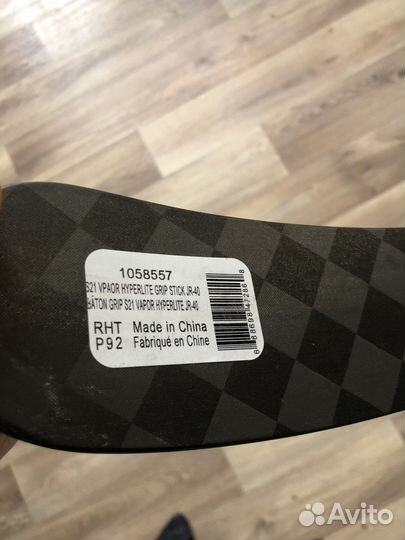 1058557
S21 VPAOR HYPERLITE GRIP STICK JR-40
BÂTON GRIP S21 VAPOR HYPERLITE JR-40
RHT Made in China
P92 Fabriqué en Chine
Avito